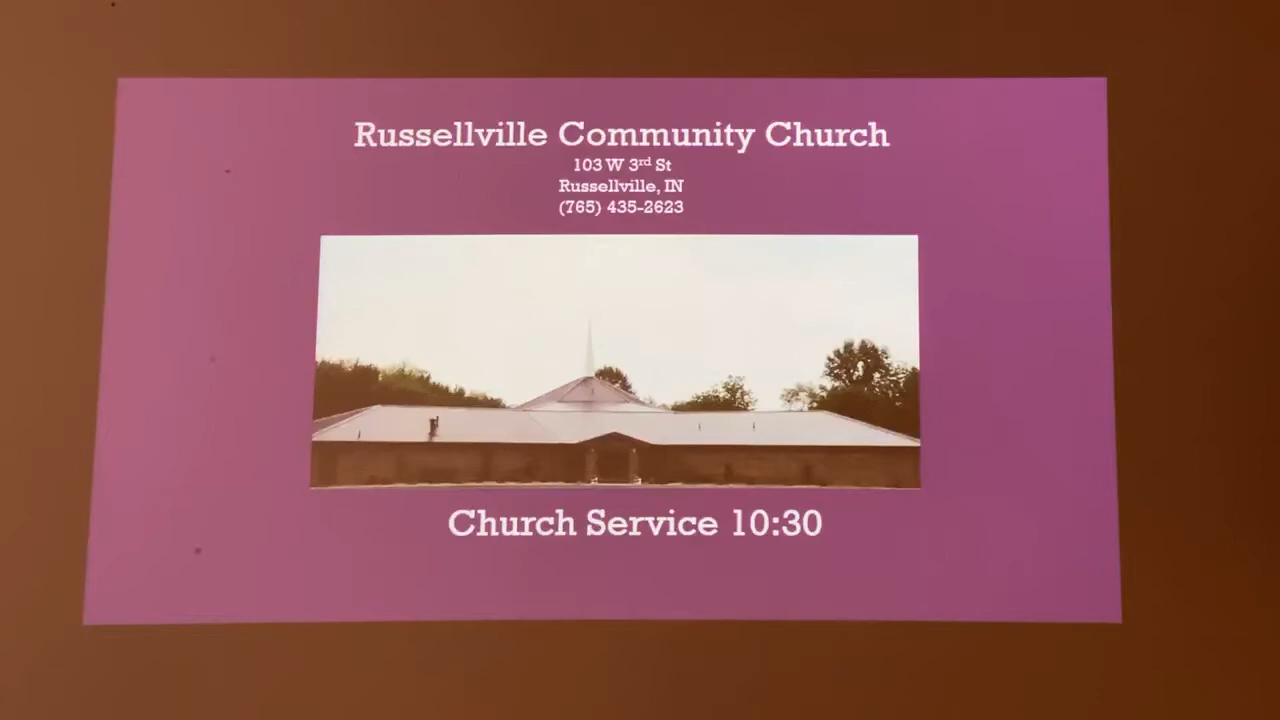 Russellville Community Church
103 W 3rd St
Russellville, IN
(765) 435-2623
Church Service 10:30